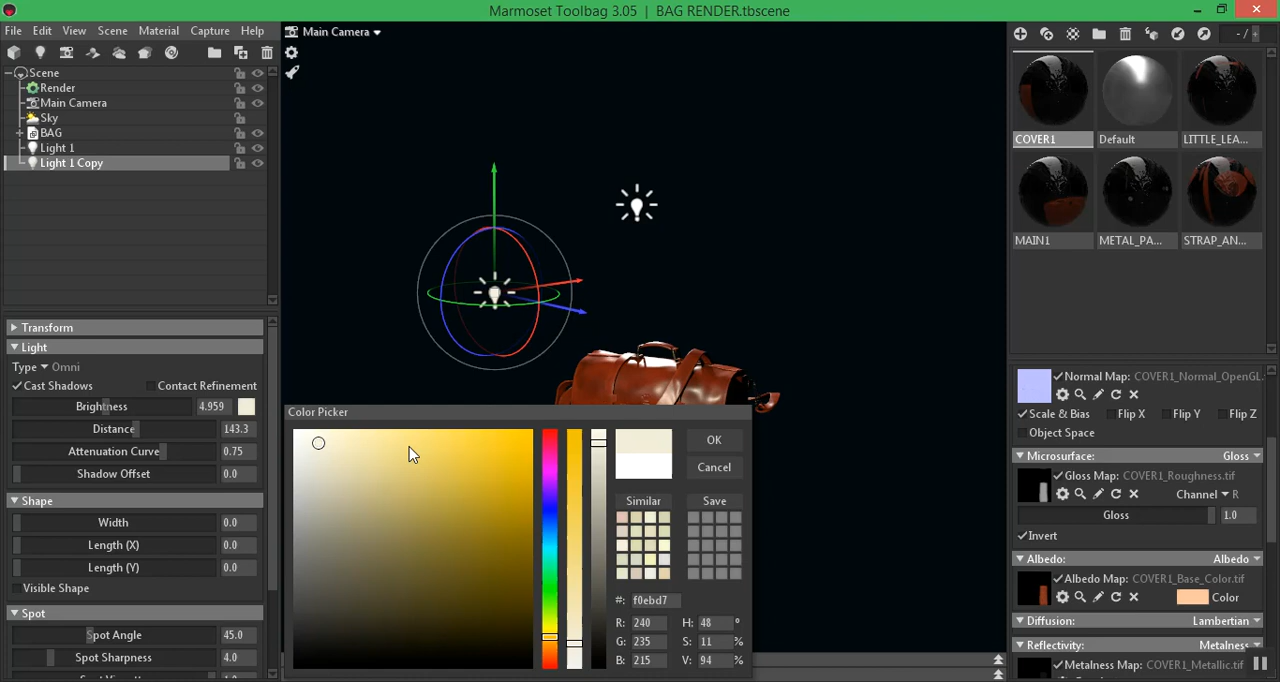 Marmoset Toolbag 3.05 | BAG RENDER.tbscene
File Edit View Scene Material Capture Help
Main Camera
- / +
Scene
Render
Main Camera
Sky
BAG
Light 1
Light 1 Copy
COVER1
Default
LITTLE_LEA...
MAIN1
METAL_PA...
STRAP_AN...
Transform
Light
Type Omni
Cast Shadows
Contact Refinement
Brightness 4.959
Distance 143.3
Attenuation Curve 0.75
Shadow Offset 0.0
Shape
Width 0.0
Length (X) 0.0
Length (Y) 0.0
Visible Shape
Spot
Spot Angle 45.0
Spot Sharpness 4.0
Color Picker
OK
Cancel
Similar
Save
#: f0ebd7
R: 240 H: 48 °
G: 235 S: 11 %
B: 215 V: 94 %
Normal Map: COVER1_Normal_OpenGL.
Scale & Bias Flip X Flip Y Flip Z
Object Space
Microsurface: Gloss
Gloss Map: COVER1_Roughness.tif
Channel R
Gloss 1.0
Invert
Albedo: Albedo
Albedo Map: COVER1_Base_Color.tif
Color
Diffusion: Lambertian
Reflectivity: Metalness
Metalness Map: COVER1_Metallic.tif